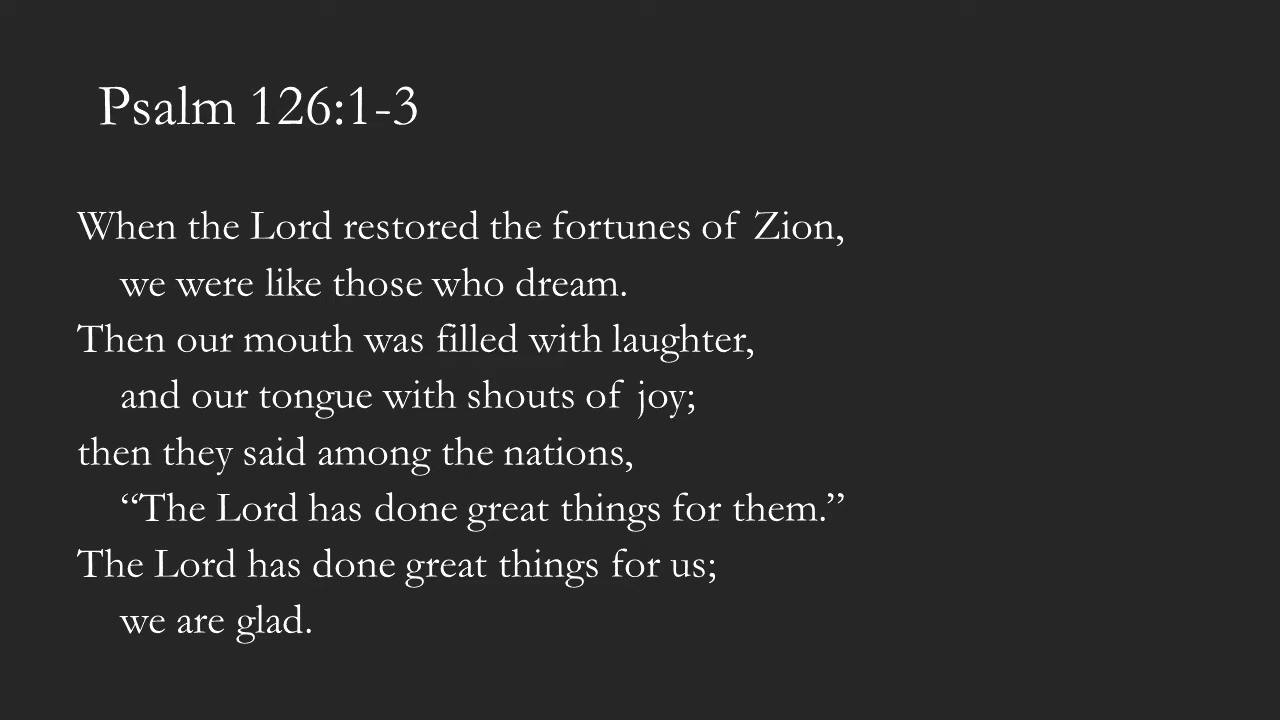 Psalm 126:1-3
When the Lord restored the fortunes of Zion,
we were like those who dream.
Then our mouth was filled with laughter,
and our tongue with shouts of joy;
then they said among the nations,
“The Lord has done great things for them.”
The Lord has done great things for us;
we are glad.